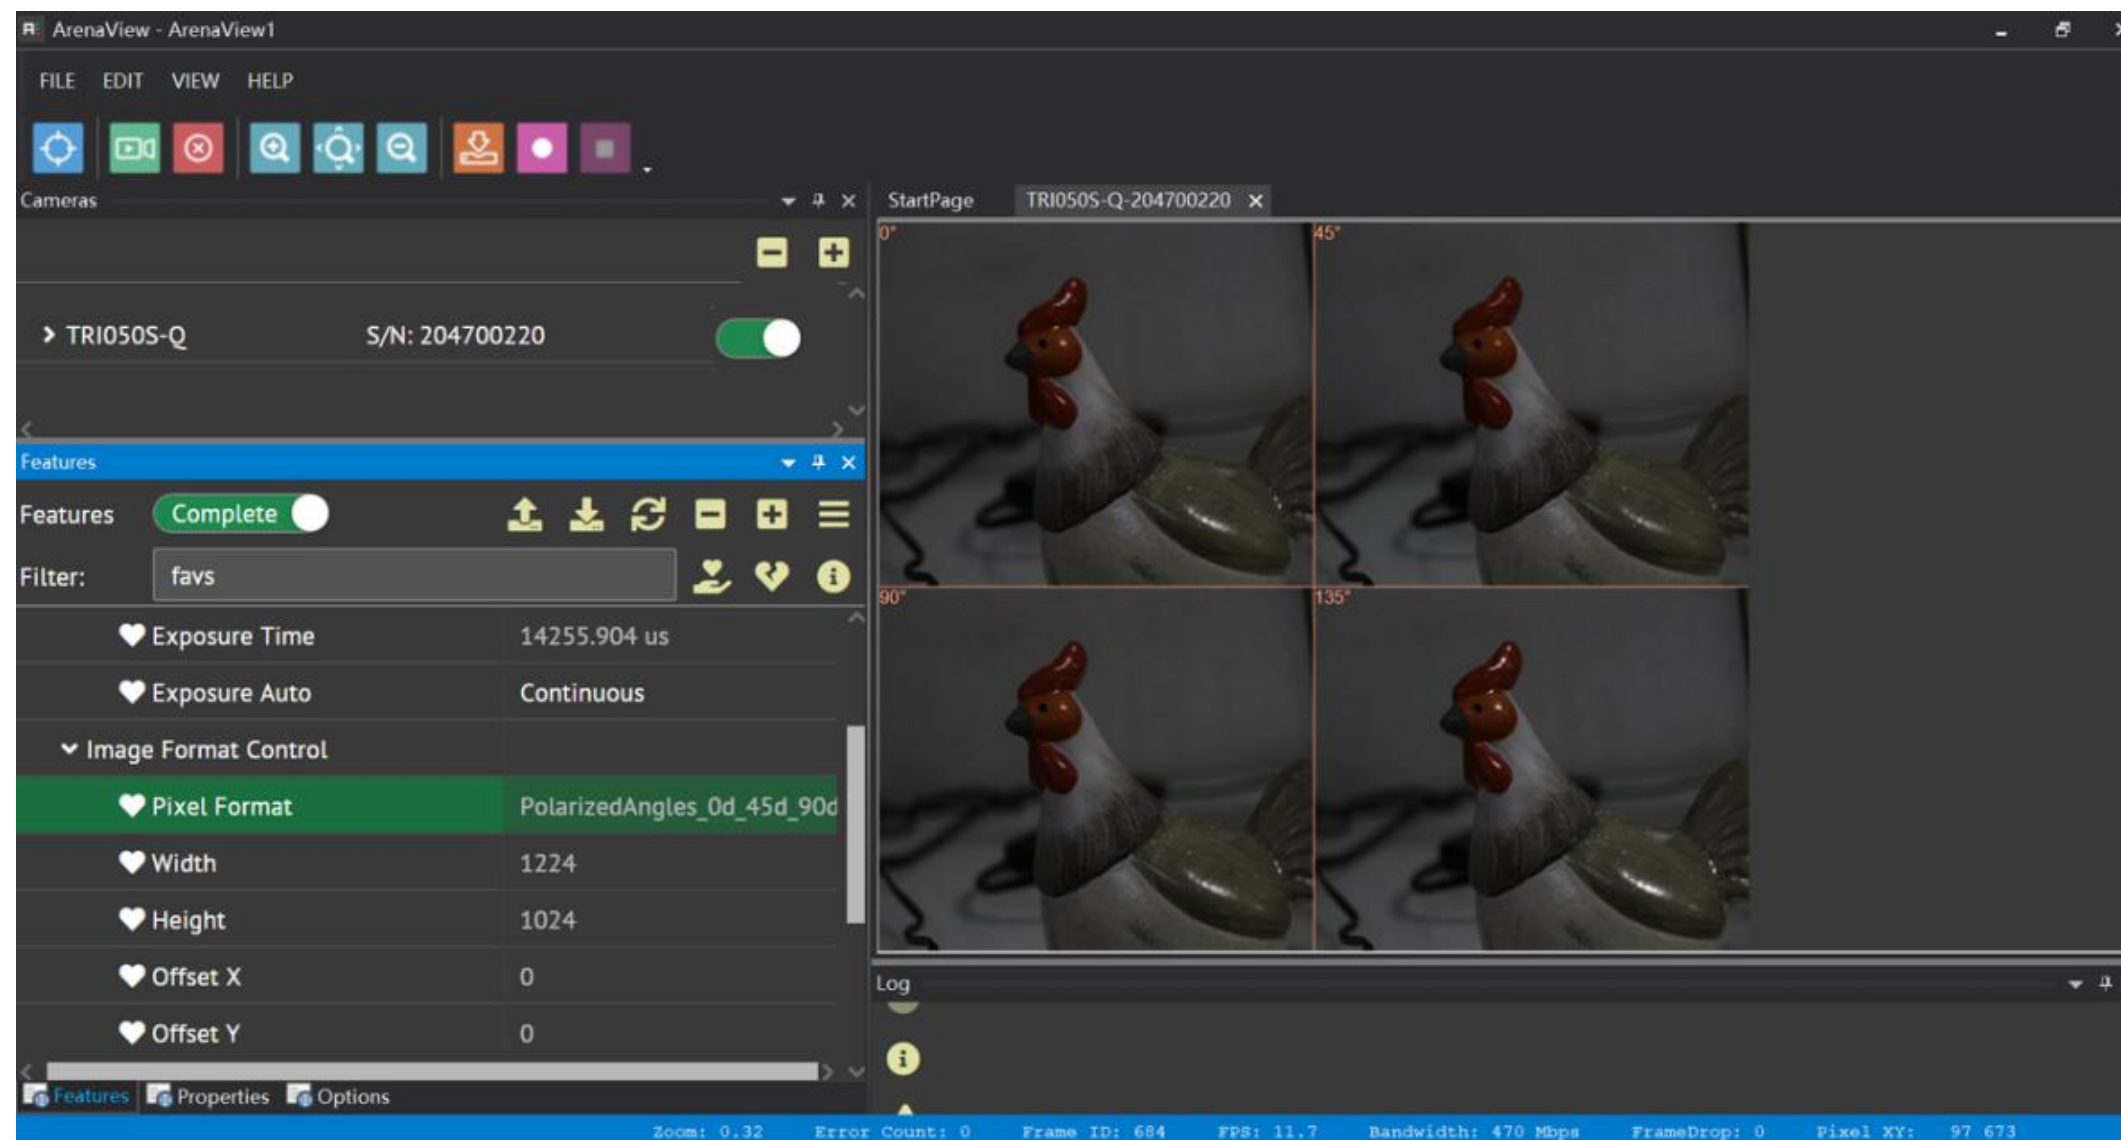 ArenaView - ArenaView1
FILE EDIT VIEW HELP
Cameras
StartPage TRI050S-Q-204700220
TRI050S-Q S/N: 204700220
0° 45°
90° 135°
Features
Features Complete
Filter: favs
Exposure Time 14255.904 us
Exposure Auto Continuous
Image Format Control
Pixel Format PolarizedAngles_0d_45d_90d
Width 1224
Height 1024
Offset X 0
Offset Y 0
Log
Features Properties Options
Zoom: 0.32 Error Count: 0 Frame ID: 684 FPS: 11.7 Bandwidth: 470 Mbps FrameDrop: 0 Pixel XY: 97 673